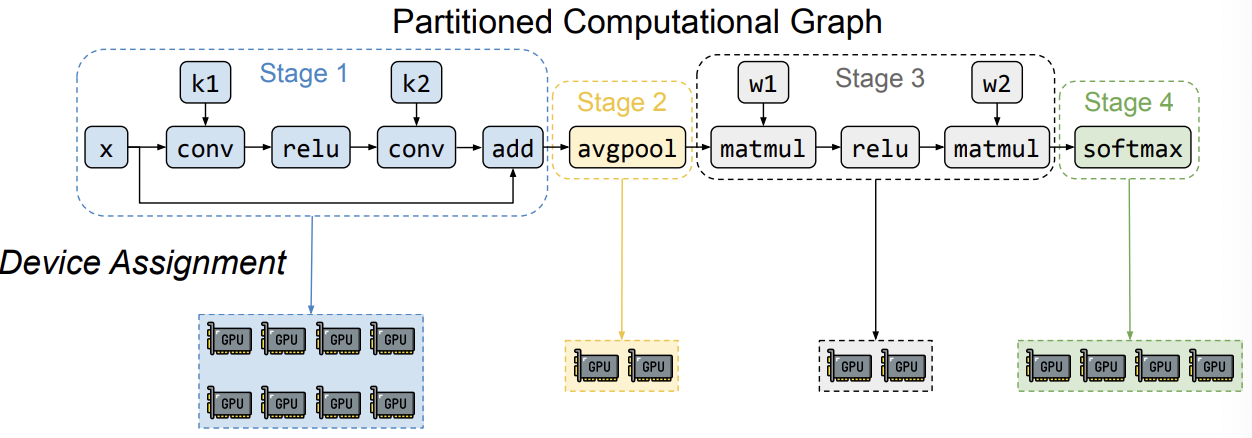 Partitioned Computational Graph
Stage 1
k1
k2
x
conv
relu
conv
add
Stage 2
avgpool
Stage 3
w1
w2
matmul
relu
matmul
Stage 4
softmax
Device Assignment
GPU GPU GPU GPU
GPU GPU GPU GPU
GPU GPU
GPU GPU
GPU GPU GPU GPU